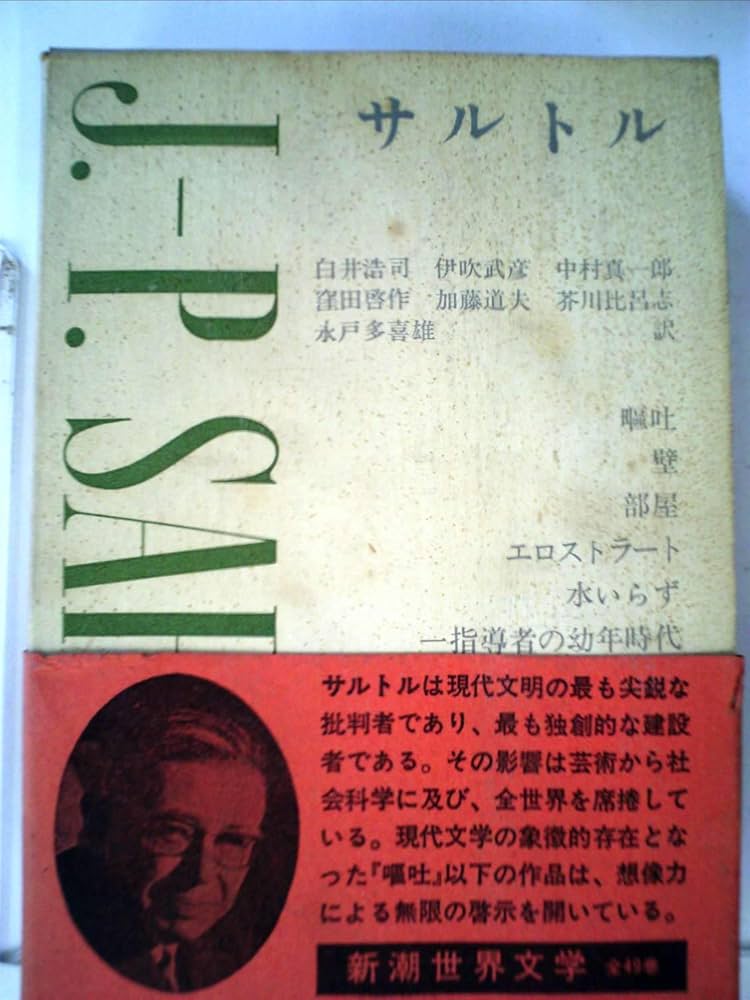 サルトル
J.-P. SAR
白井浩司 伊吹武彦 中村真一郎
窪田啓作 加藤道夫 芥川比呂志
永戸多喜雄 訳
嘔吐
壁
部屋
エロストラート
水いらず
一指導者の幼年時代
サルトルは現代文明の最も尖鋭な
批判者であり、最も独創的な建設
者である。その影響は芸術から社
会科学に及び、全世界を席捲して
いる。現代文学の象徴的存在とな
った『嘔吐』以下の作品は、想像力
による無限の啓示を開いている。
新潮世界文学 全49巻